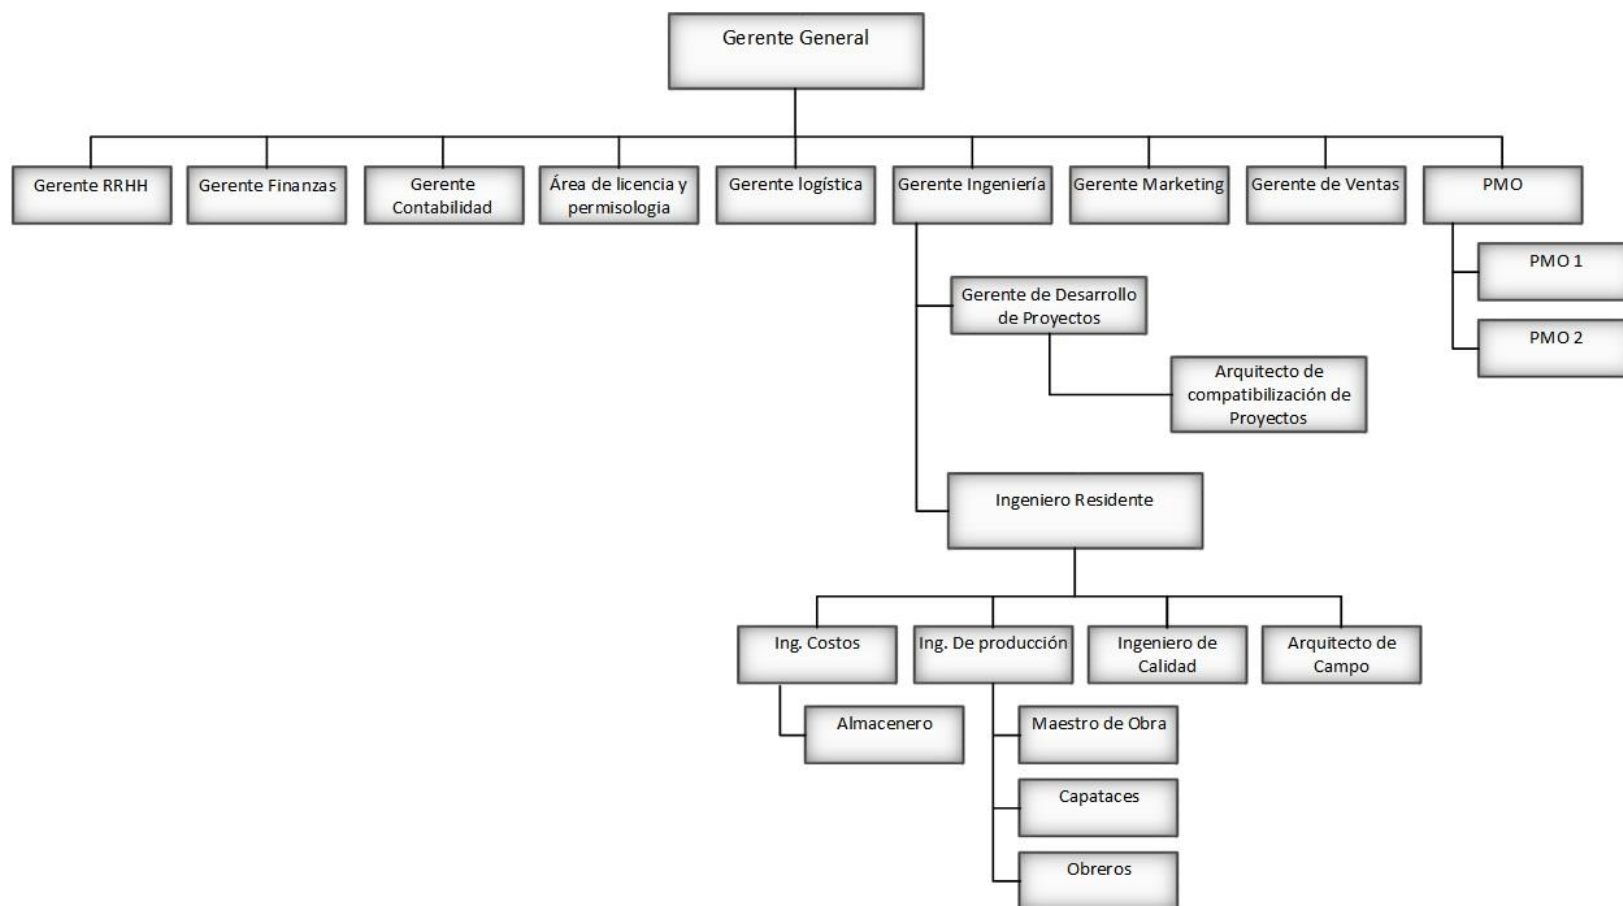 Gerente General
Gerente RRHH
Gerente Finanzas
Gerente
Contabilidad
Área de licencia y
permisologia
Gerente logística
Gerente Ingeniería
Gerente Marketing
Gerente de Ventas
PMO
PMO 1
PMO 2
Gerente de Desarrollo
de Proyectos
Arquitecto de
compatibilización de
Proyectos
Ingeniero Residente
Ing. Costos
Ing. De producción
Ingeniero de
Calidad
Arquitecto de
Campo
Almacenero
Maestro de Obra
Capataces
Obreros